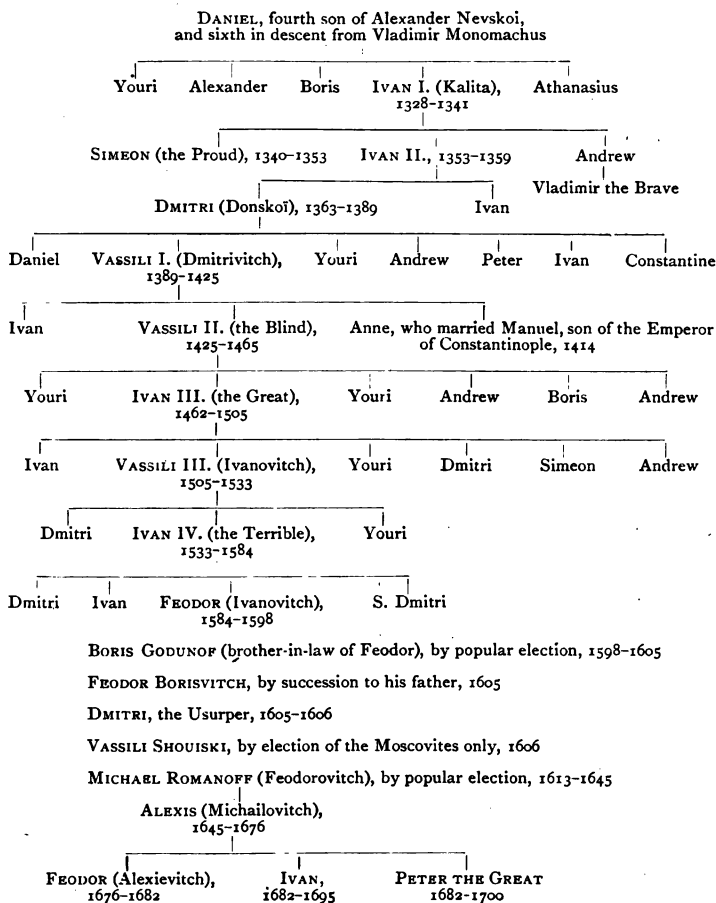 DANIEL, fourth son of Alexander Nevskoi,
and sixth in descent from Vladimir Monomachus
Youri Alexander Boris IVAN I. (Kalita), Athanasius
1328-1341
SIMEON (the Proud), 1340-1353 IVAN II., 1353-1359 Andrew
Vladimir the Brave
DMITRI (Donskoï), 1363-1389 Ivan
Daniel VASSILI I. (Dmitrivitch), Youri Andrew Peter Ivan Constantine
1389-1425
Ivan VASSILI II. (the Blind), Anne, who married Manuel, son of the Emperor
1425-1465 of Constantinople, 1414
Youri IVAN III. (the Great), Youri Andrew Boris Andrew
1462-1505
Ivan VASSILI III. (Ivanovitch), Youri Dmitri Simeon Andrew
1505-1533
Dmitri IVAN IV. (the Terrible), Youri
1533-1584
Dmitri Ivan FEODOR (Ivanovitch), S. Dmitri
1584-1598
BORIS GODUNOF (brother-in-law of Feodor), by popular election, 1598-1605
FEODOR BORISVITCH, by succession to his father, 1605
DMITRI, the Usurper, 1605-1606
VASSILI SHOUISKI, by election of the Moscovites only, 1606
MICHAEL ROMANOFF (Feodorovitch), by popular election, 1613-1645
ALEXIS (Michailovitch),
1645-1676
FEODOR (Alexievitch), IVAN, PETER THE GREAT
1676-1682 1682-1695 1682-1700